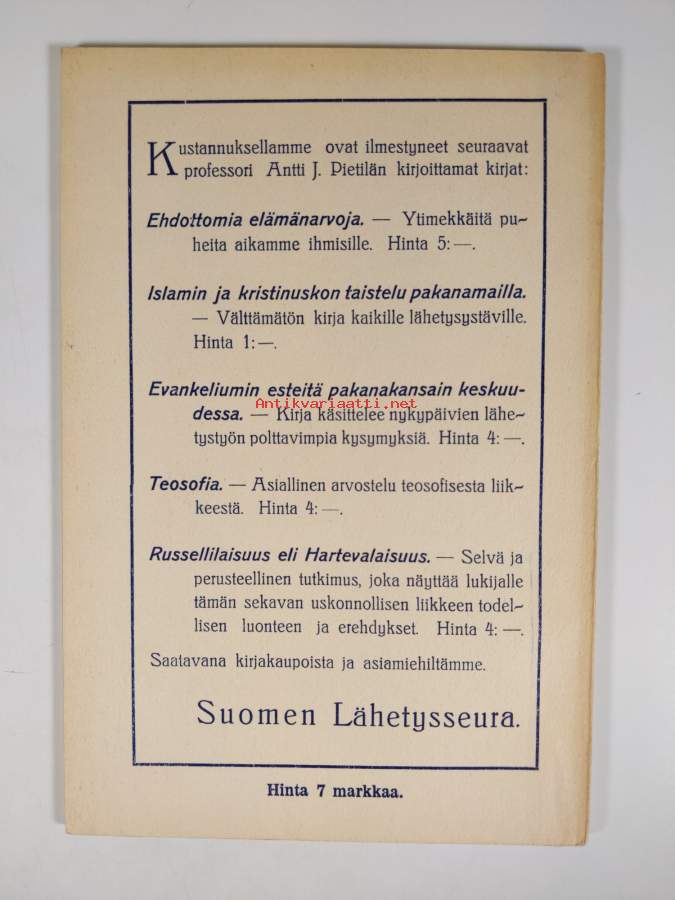 Kustannuksellamme ovat ilmestyneet seuraavat
professori Antti J. Pietilän kirjoittamat kirjat:
Ehdottomia elämänarvoja. — Ytimekkäitä pu-
heita aikamme ihmisille. Hinta 5: —.
Islamin ja kristinuskon taistelu pakanamailla.
— Välttämätön kirja kaikille lähetysystäville.
Hinta 1: —.
Evankeliumin esteitä pakanakansain keskuu-
Antikvariaatti.net
dessa. — Kirja käsittelee nykypäivien lähe-
tystyön polttavimpia kysymyksiä. Hinta 4: —.
Teosofia. — Asiallinen arvostelu teosofisesta liik-
keestä. Hinta 4: —.
Russellilaisuus eli Hartevalaisuus. — Selvä ja
perusteellinen tutkimus, joka näyttää lukijalle
tämän sekavan uskonnollisen liikkeen todel-
lisen luonteen ja erehdykset. Hinta 4: —.
Saatavana kirjakaupoista ja asiamiehiltämme.
Suomen Lähetysseura.
Hinta 7 markkaa.